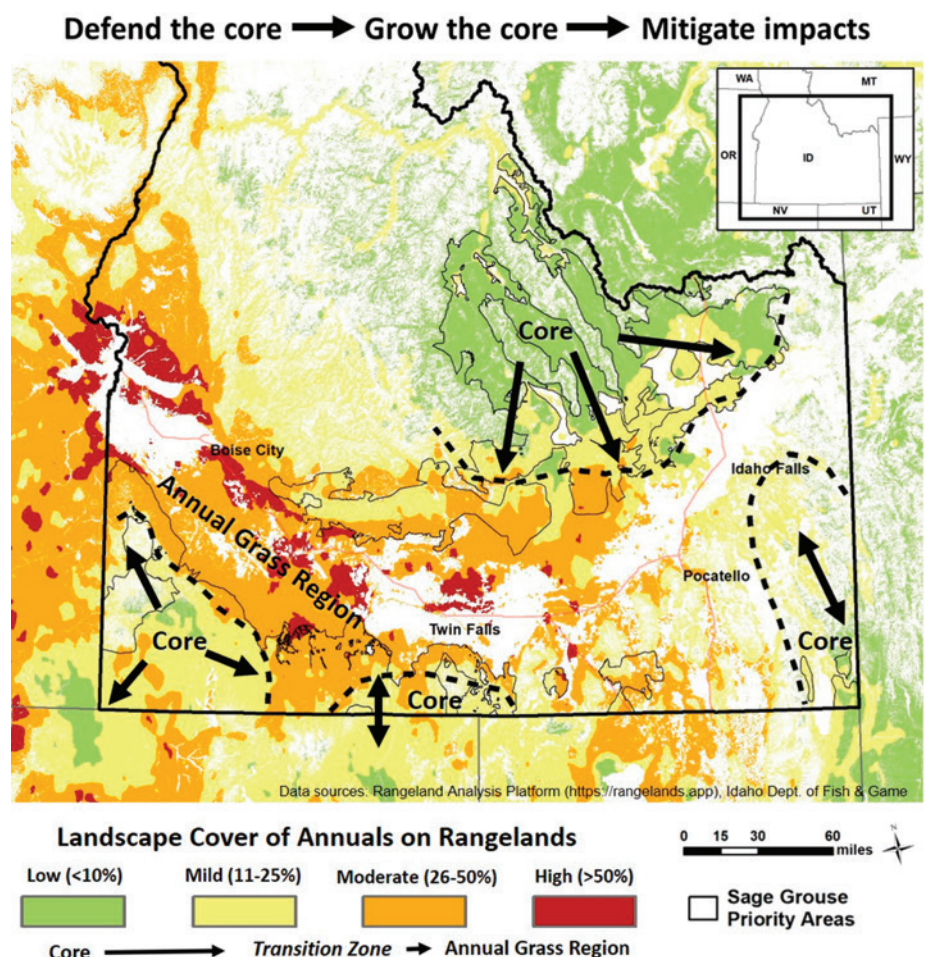 Defend the core → Grow the core → Mitigate impacts
WA
MT
OR
ID
WY
NV
UT
Core
Boise City
Idaho Falls
Annual Grass Region
Pocatello
Twin Falls
Core
Core
Core
Data sources: Rangeland Analysis Platform (https://rangelands.app), Idaho Dept. of Fish & Game
Landscape Cover of Annuals on Rangelands
Low (<10%) Mild (11-25%) Moderate (26-50%) High (>50%)
Core → Transition Zone → Annual Grass Region
0 15 30 60
miles
N
Sage Grouse
Priority Areas